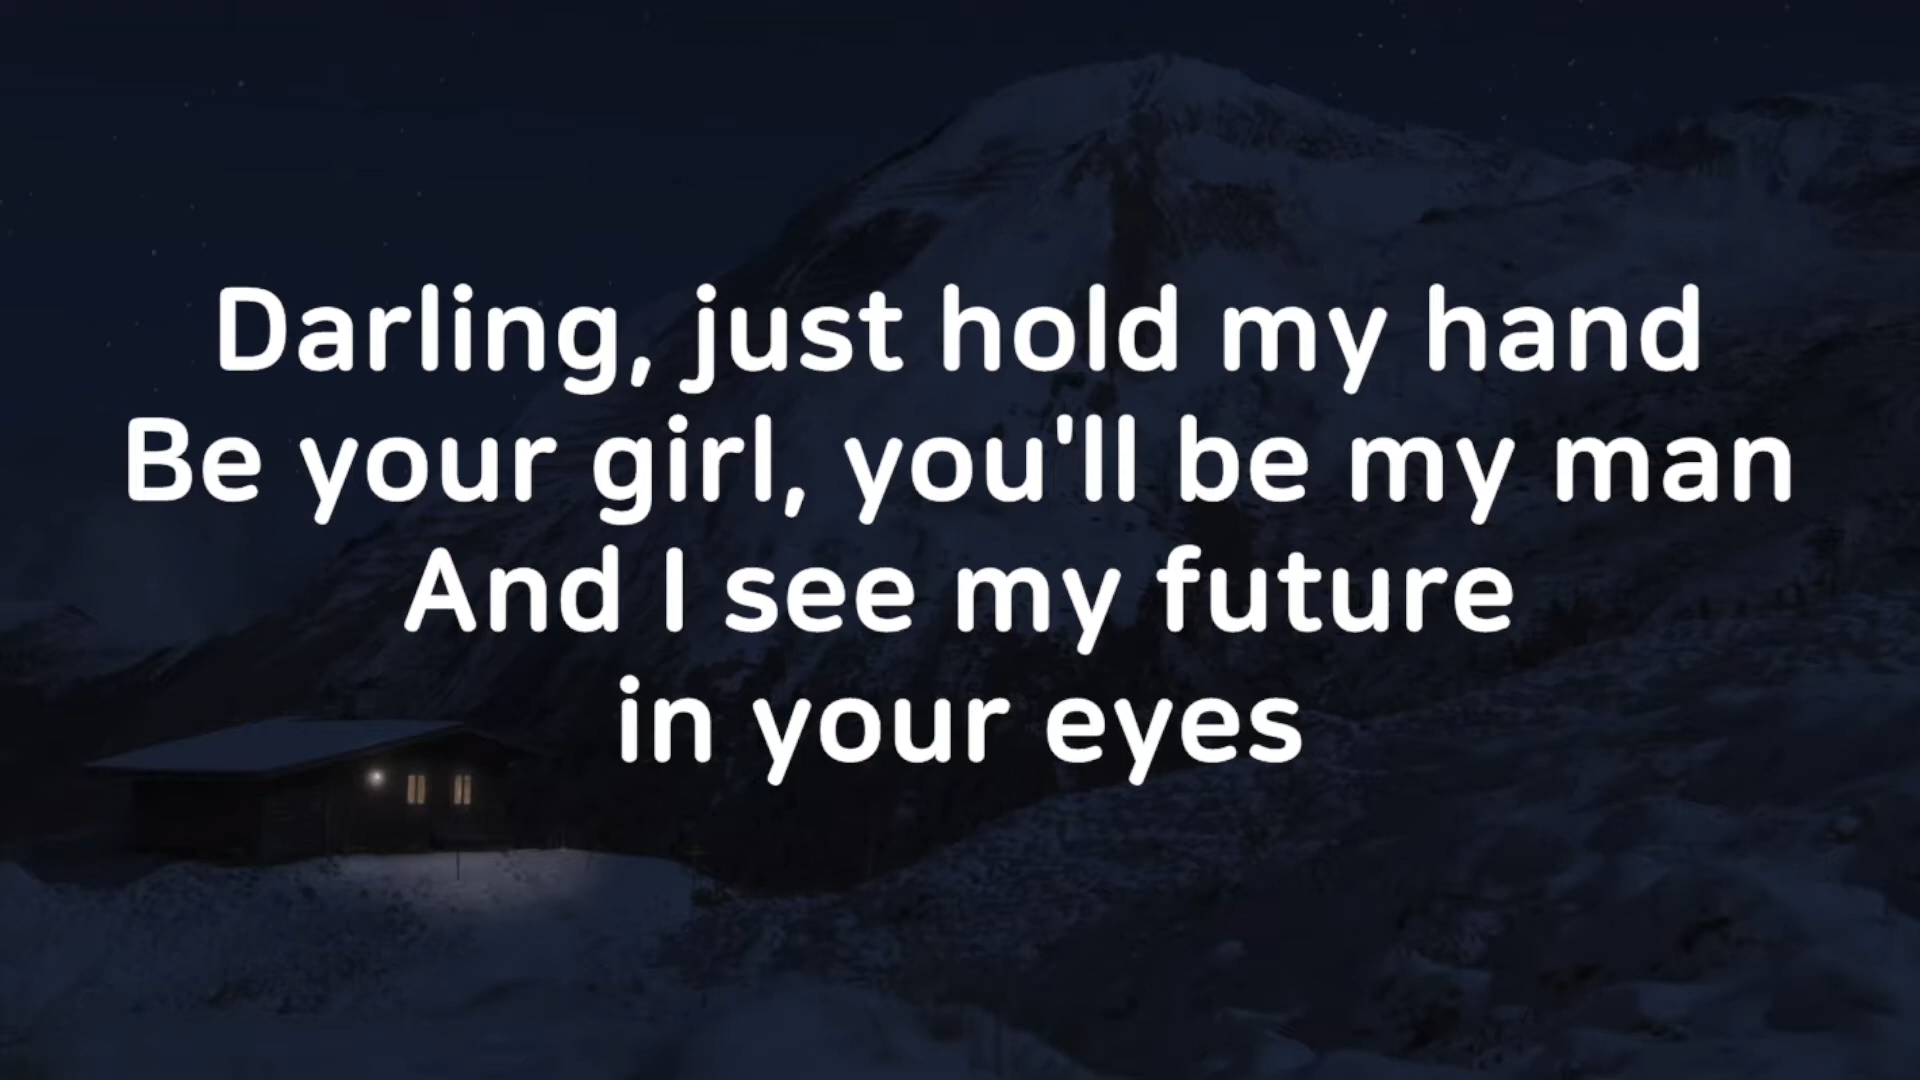 Darling, just hold my hand
Be your girl, you'll be my man
And I see my future
in your eyes